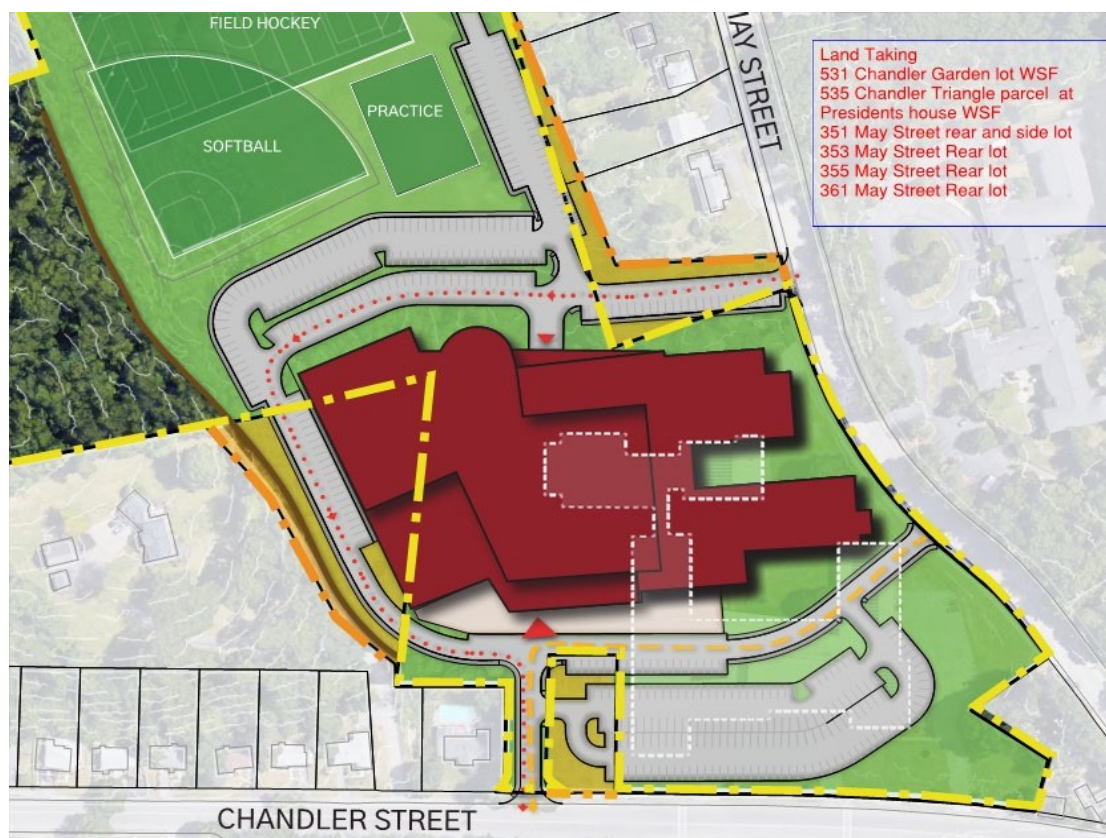 FIELD HOCKEY
PRACTICE
SOFTBALL
MAY STREET
Land Taking
531 Chandler Garden lot WSF
535 Chandler Triangle parcel at
Presidents house WSF
351 May Street rear and side lot
353 May Street Rear lot
355 May Street Rear lot
361 May Street Rear lot
CHANDLER STREET